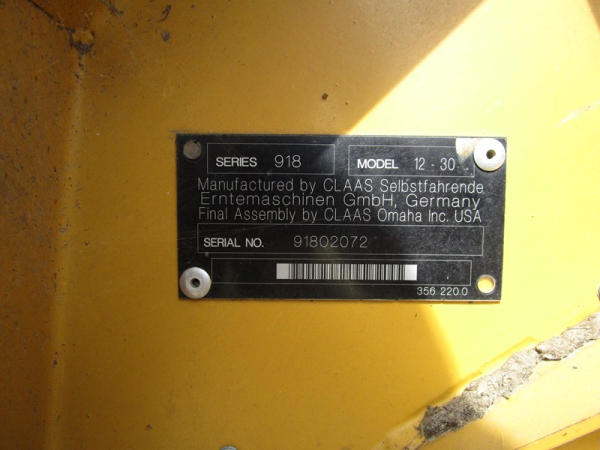 SERIES 918 MODEL 12-30
Manufactured by CLAAS Selbstfahrende
Erntemaschinen GmbH, Germany
Final Assembly by CLAAS Omaha Inc. USA
SERIAL NO. 91802072
356 220.0